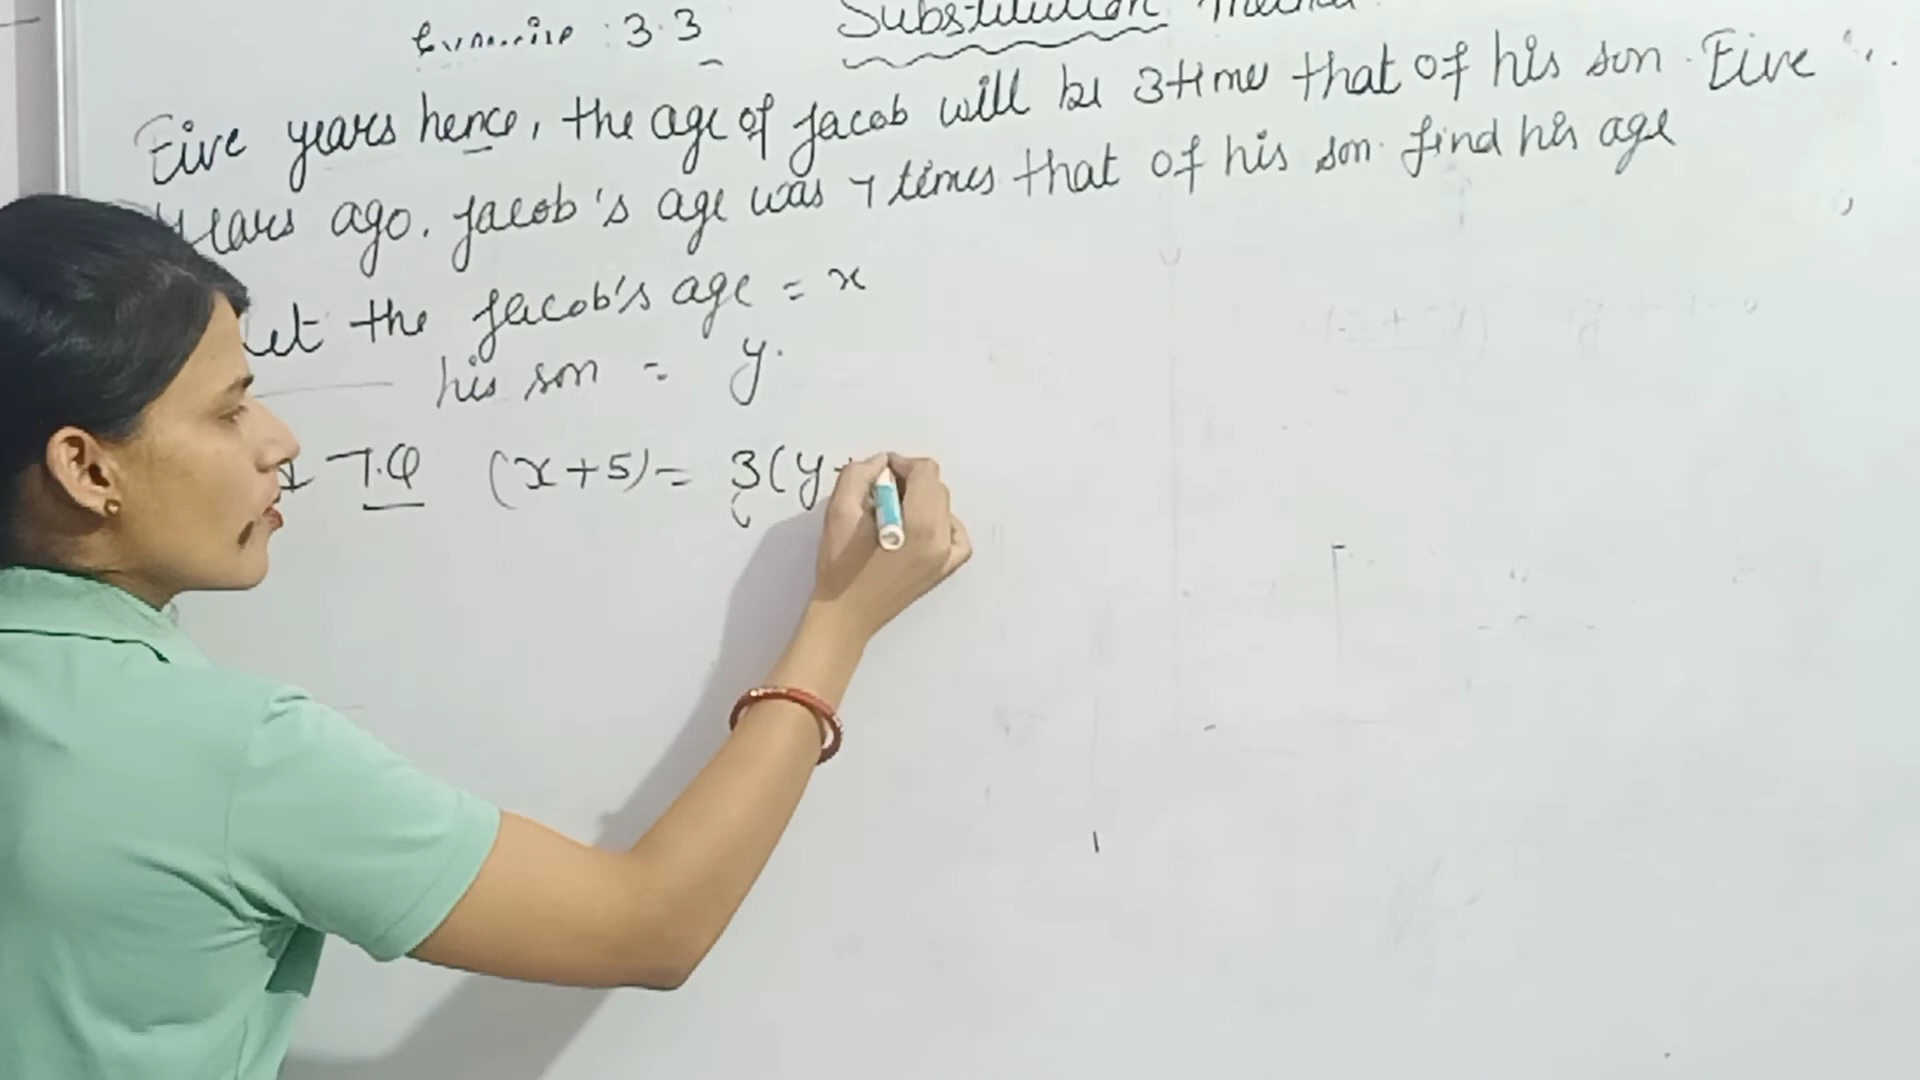 Exercise : 3.3 Substitution method
Five years hence, the age of Jacob will be 3 time that of his son. Five
years ago. Jacob's age was 7 times that of his son. find his age
Let the Jacob's age = x
his son = y.
(x+5) = 3(y+